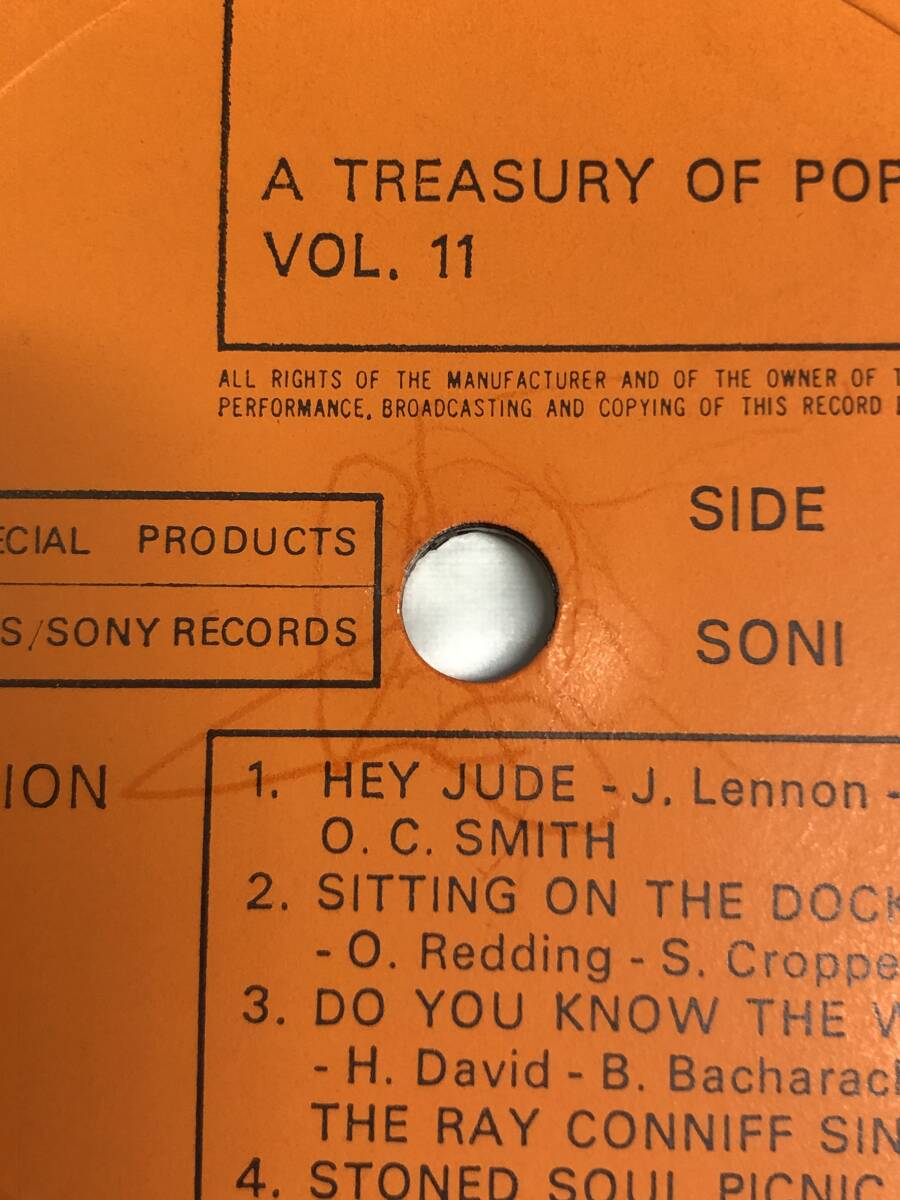 A TREASURY OF POP
VOL. 11
ALL RIGHTS OF THE MANUFACTURER AND OF THE OWNER OF
PERFORMANCE, BROADCASTING AND COPYING OF THIS RECORD
ECIAL PRODUCTS
S/SONY RECORDS
SIDE
SONI
ION
1. HEY JUDE - J. Lennon -
O. C. SMITH
2. SITTING ON THE DOCK
- O. Redding - S. Croppe
3. DO YOU KNOW THE W
- H. David - B. Bacharach
THE RAY CONNIFF SIN
4. STONED SOUL PICNIC